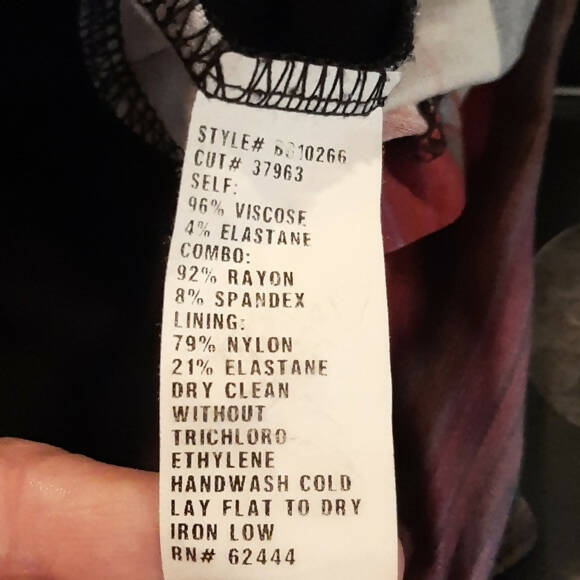 STYLE#
CUT# 37963
SELF:
96% VISCOSE
4% ELASTANE
COMBO:
92% RAYON
8% SPANDEX
LINING:
79% NYLON
21% ELASTANE
DRY CLEAN
WITHOUT
TRICHLORO-
ETHYLENE
HANDWASH COLD
LAY FLAT TO DRY
IRON LOW
RN# 62444